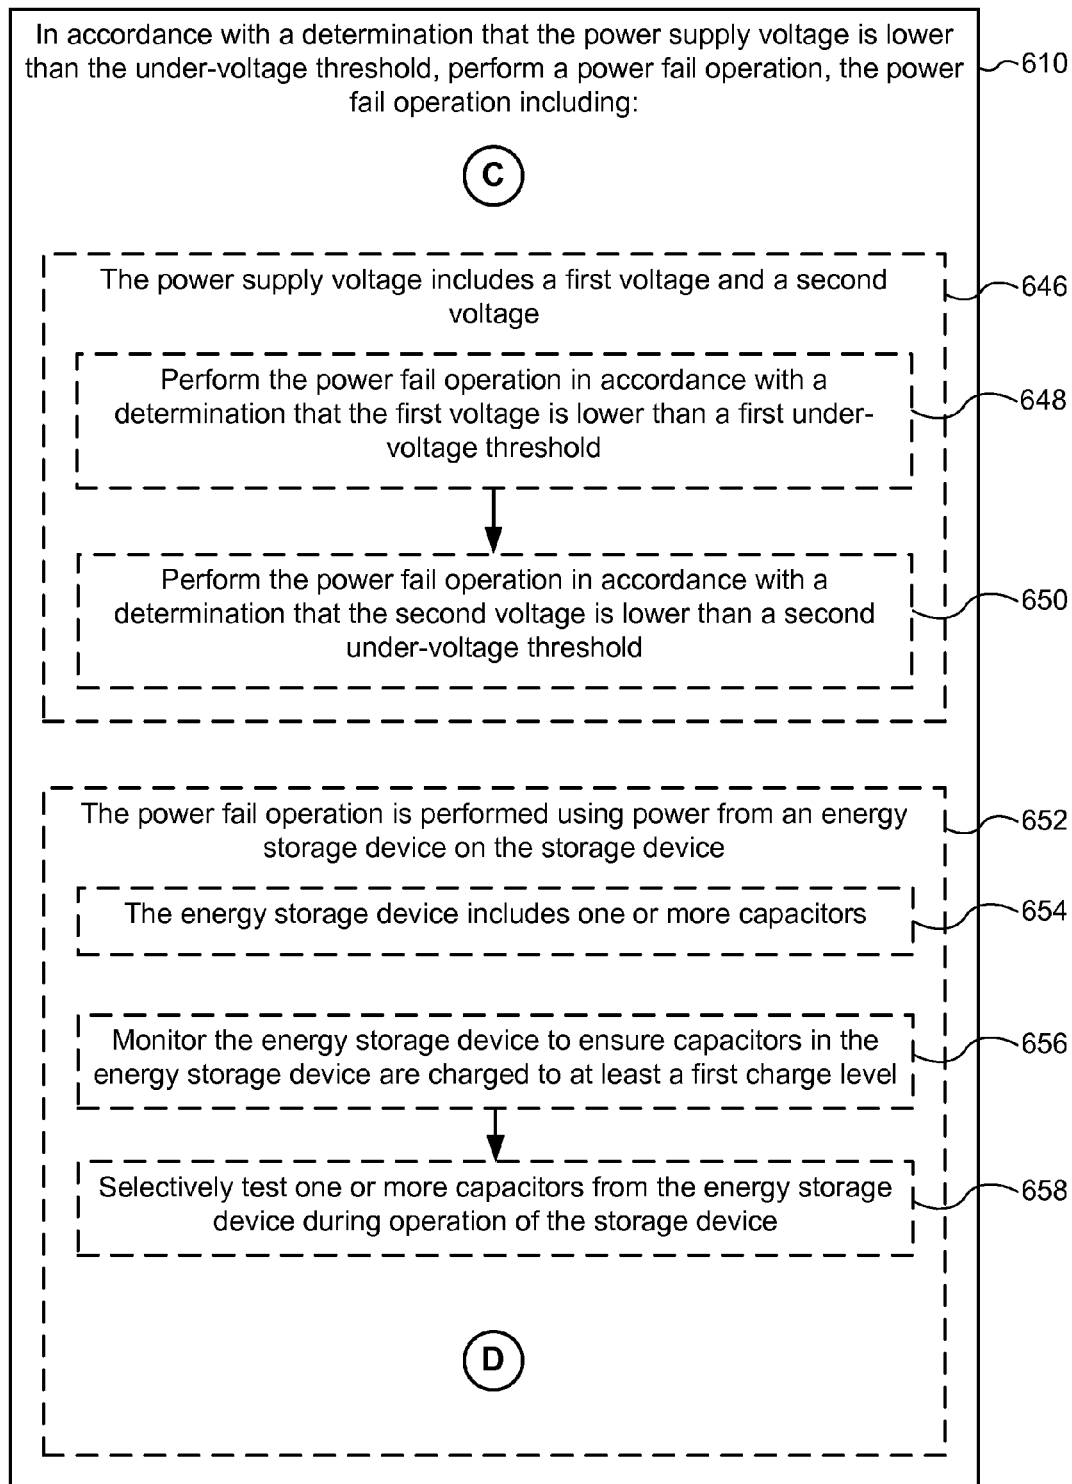 In accordance with a determination that the power supply voltage is lower
than the under-voltage threshold, perform a power fail operation, the power
fail operation including:
610
C
The power supply voltage includes a first voltage and a second
voltage
646
Perform the power fail operation in accordance with a
determination that the first voltage is lower than a first under-
voltage threshold
648
Perform the power fail operation in accordance with a
determination that the second voltage is lower than a second
under-voltage threshold
650
The power fail operation is performed using power from an energy
storage device on the storage device
652
The energy storage device includes one or more capacitors
654
Monitor the energy storage device to ensure capacitors in the
energy storage device are charged to at least a first charge level
656
Selectively test one or more capacitors from the energy storage
device during operation of the storage device
658
D